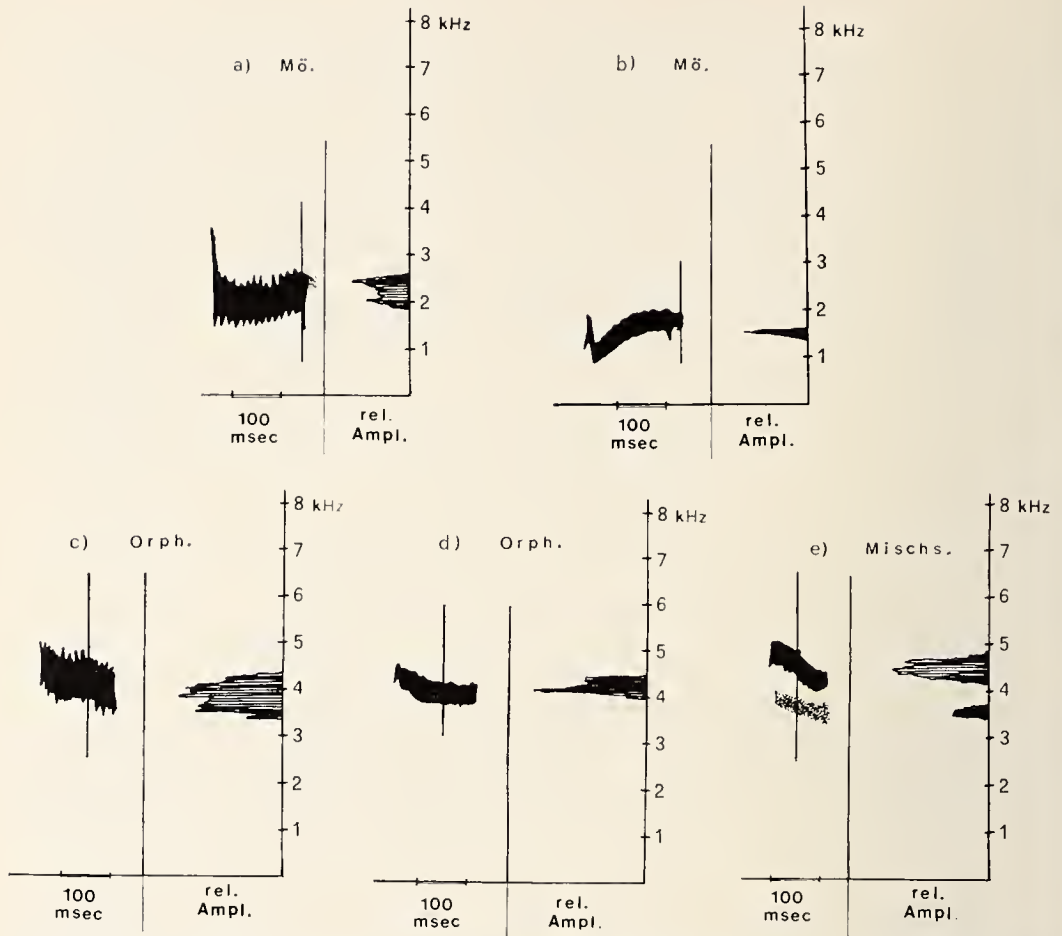 a) Mö.
8 kHz
7
6
5
4
3
2
1
100
msec
rel.
Ampl.
b) Mö.
8 kHz
7
6
5
4
3
2
1
100
msec
rel.
Ampl.
c) Orph.
8 kHz
7
6
5
4
3
2
1
100
msec
rel.
Ampl.
d) Orph.
8 kHz
7
6
5
4
3
2
1
100
msec
rel.
Ampl.
e) Mischs.
8 kHz
7
6
5
4
3
2
1
100
msec
rel.
Ampl.